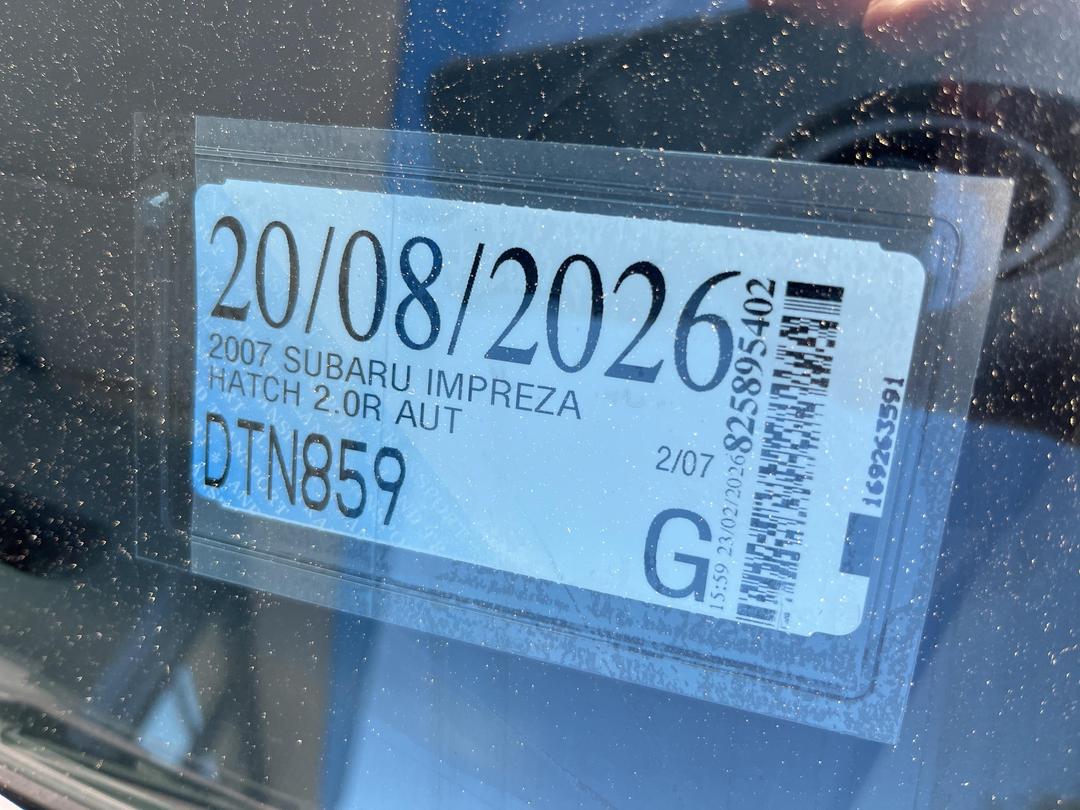 20/08/2026
2007 SUBARU IMPREZA
HATCH 2.0R AUT
DTN859
2/07
G
15:59 23/02/2026
825895402
169263591